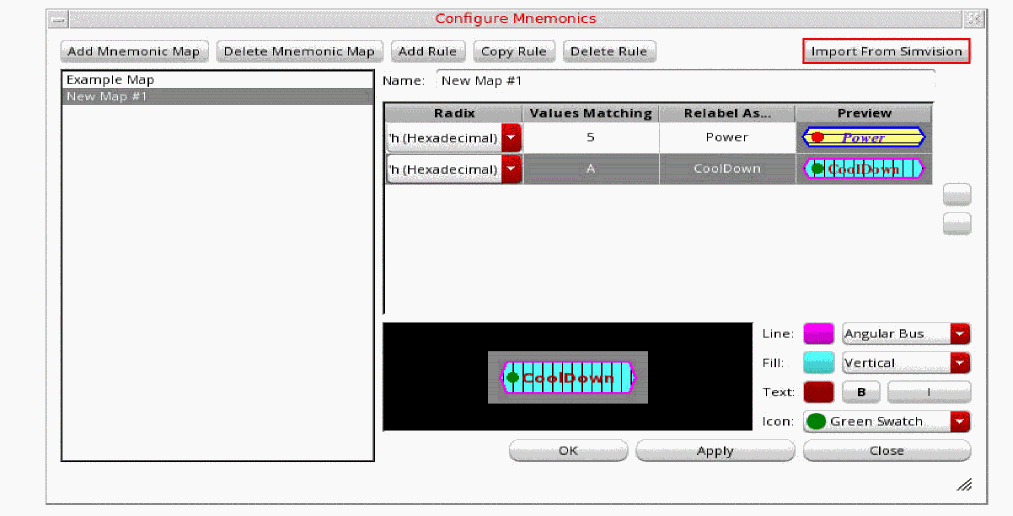 Configure Mnemonics
Add Mnemonic Map Delete Mnemonic Map Add Rule Copy Rule Delete Rule Import From Simvision
Example Map
New Map #1
Name: New Map #1
Radix Values Matching Relabel As... Preview
'h (Hexadecimal) 5 Power Power
'h (Hexadecimal) A CoolDown CoolDown
CoolDown
Line: Angular Bus
Fill: Vertical
Text: B I
Icon: Green Swatch
OK Apply Close